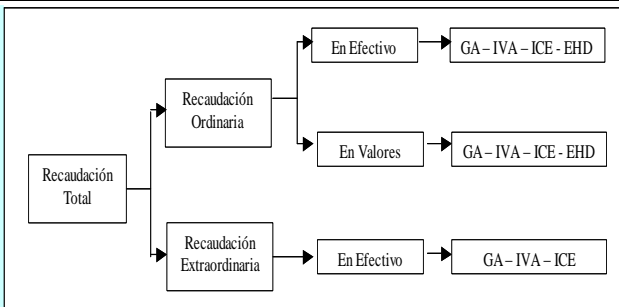 En Efectivo
GA – IVA – ICE - EHD
Recaudación
Ordinaria
En Valores
GA – IVA – ICE - EHD
Recaudación
Total
Recaudación
Extraordinaria
En Efectivo
GA – IVA – ICE